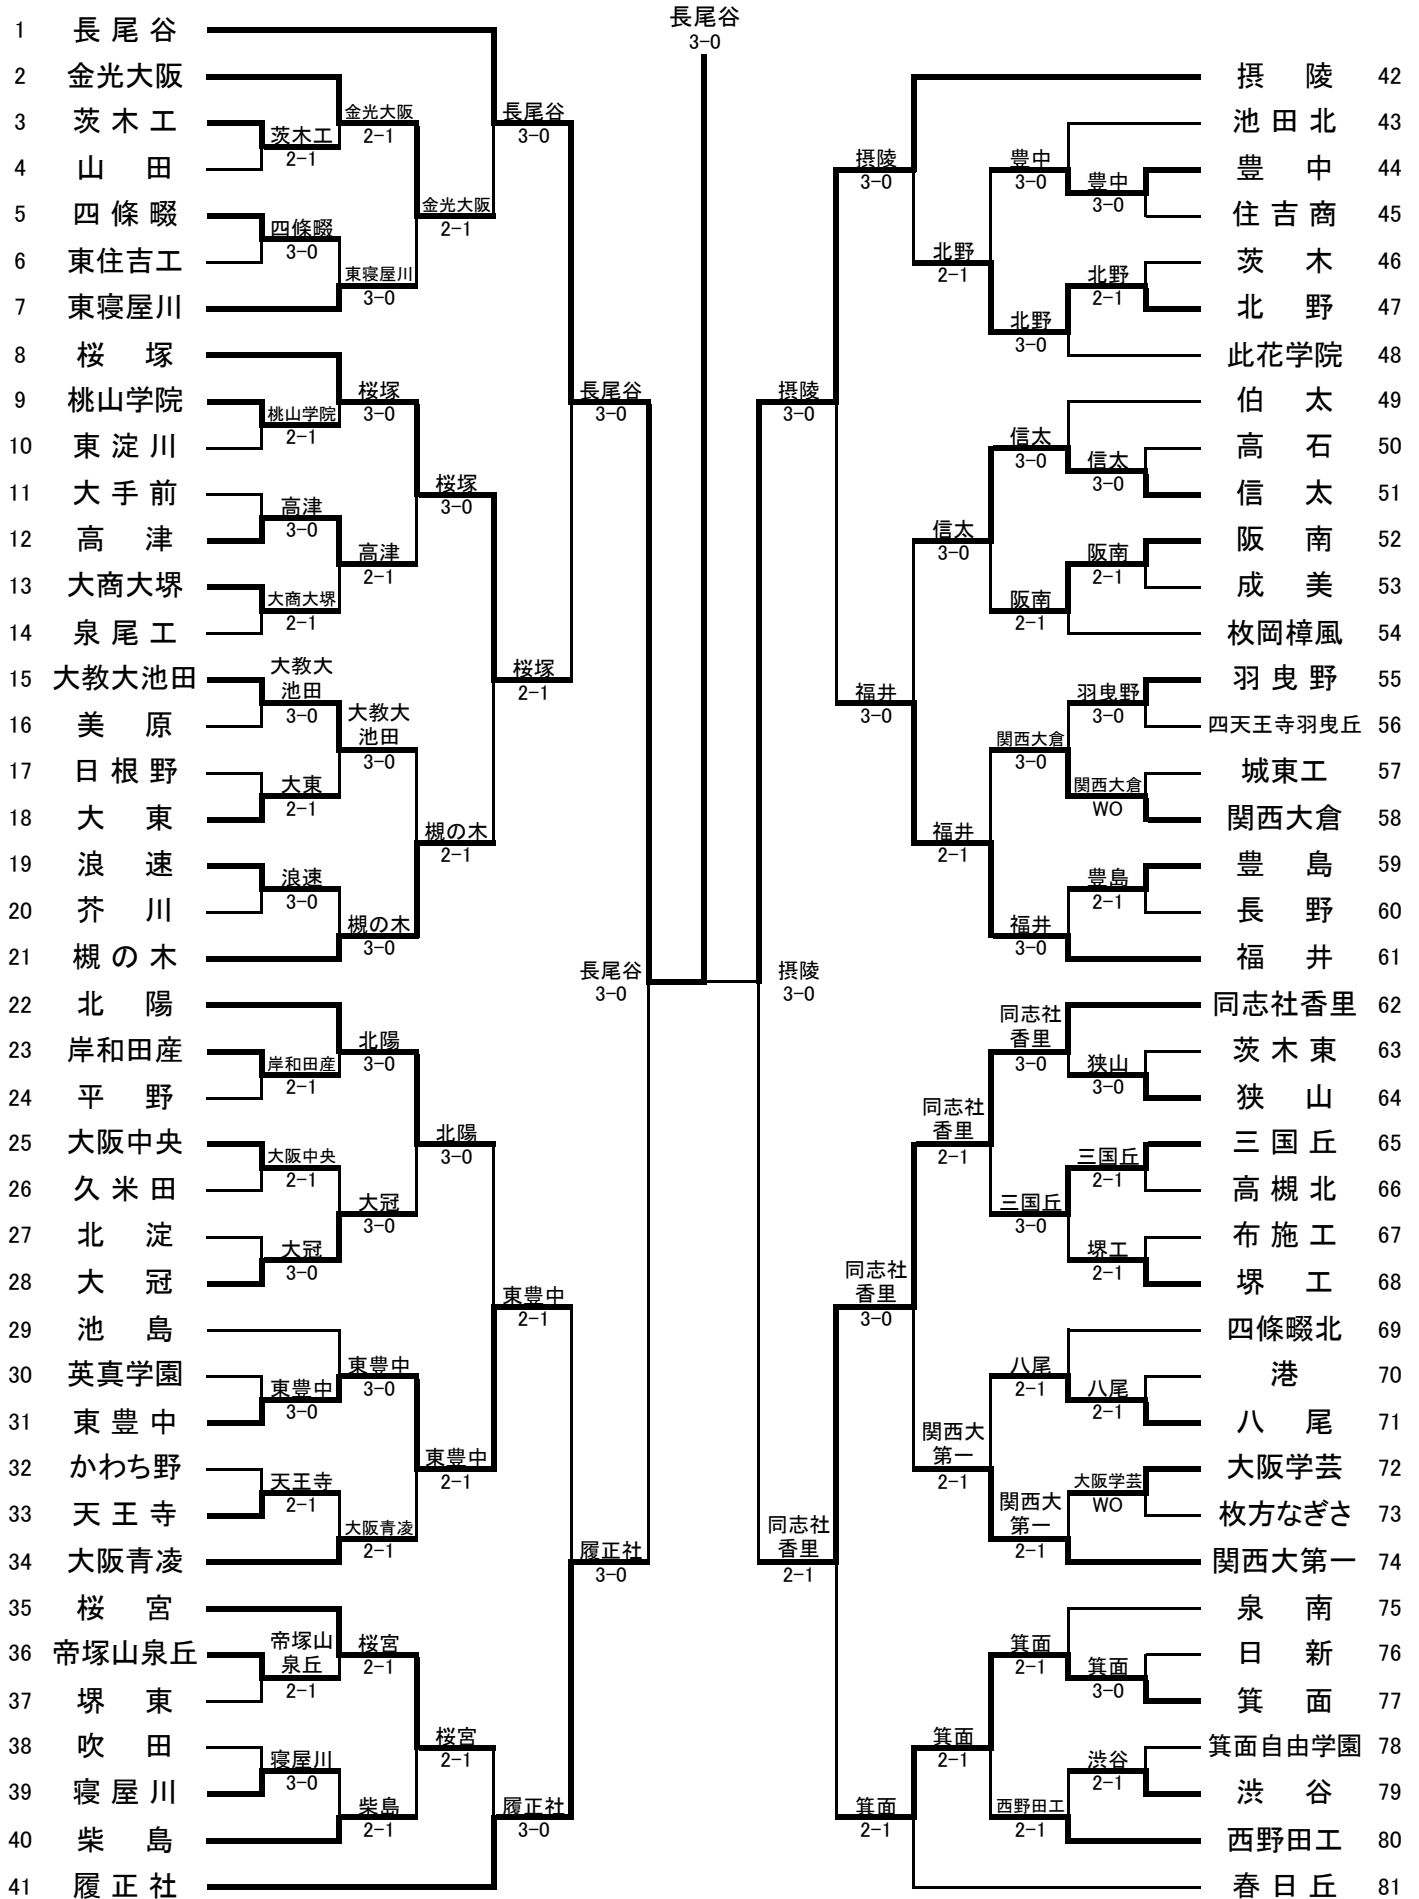 長尾谷
3-0
1 長尾谷
2 金光大阪
3 茨木工
4 山田
5 四條畷
6 東住吉工
7 東寝屋川
8 桜塚
9 桃山学院
10 東淀川
11 大手前
12 高津
13 大商大堺
14 泉尾工
15 大教大池田
16 美原
17 日根野
18 大東
19 浪速
20 芥川
21 槻の木
22 北陽
23 岸和田産
24 平野
25 大阪中央
26 久米田
27 北淀
28 大冠
29 池島
30 英真学園
31 東豊中
32 かわち野
33 天王寺
34 大阪青凌
35 桜宮
36 帝塚山泉丘
37 堺東
38 吹田
39 寝屋川
40 柴島
41 履正社
茨木工
2-1
四條畷
3-0
桃山学院
2-1
高津
3-0
大商大堺
2-1
大教大
池田
3-0
大東
2-1
浪速
3-0
岸和田産
2-1
大阪中央
2-1
大冠
3-0
東豊中
3-0
天王寺
2-1
帝塚山
泉丘
2-1
寝屋川
3-0
金光大阪
2-1
東寝屋川
3-0
桜塚
3-0
高津
2-1
大教大
池田
3-0
槻の木
3-0
北陽
3-0
大冠
3-0
東豊中
3-0
大阪青凌
2-1
桜宮
2-1
柴島
2-1
金光大阪
2-1
桜塚
3-0
槻の木
2-1
北陽
3-0
東豊中
2-1
桜宮
2-1
長尾谷
3-0
桜塚
2-1
東豊中
2-1
履正社
3-0
長尾谷
3-0
履正社
3-0
長尾谷
3-0
摂陵
3-0
摂陵
3-0
同志社
香里
2-1
摂陵
3-0
福井
3-0
同志社
香里
3-0
箕面
2-1
北野
2-1
信太
3-0
福井
2-1
同志社
香里
2-1
関西大
第一
2-1
箕面
2-1
豊中
3-0
北野
3-0
信太
3-0
阪南
2-1
関西大倉
3-0
福井
3-0
同志社
香里
3-0
三国丘
3-0
八尾
2-1
関西大
第一
2-1
箕面
2-1
西野田工
2-1
豊中
3-0
北野
2-1
信太
3-0
阪南
2-1
羽曳野
3-0
関西大倉
WO
豊島
2-1
狭山
3-0
三国丘
2-1
堺工
2-1
八尾
2-1
大阪学芸
WO
箕面
3-0
渋谷
2-1
摂陵 42
池田北 43
豊中 44
住吉商 45
茨木 46
北野 47
此花学院 48
伯太 49
高石 50
信太 51
阪南 52
成美 53
枚岡樟風 54
羽曳野 55
四天王寺羽曳丘 56
城東工 57
関西大倉 58
豊島 59
長野 60
福井 61
同志社香里 62
茨木東 63
狭山 64
三国丘 65
高槻北 66
布施工 67
堺工 68
四條畷北 69
港 70
八尾 71
大阪学芸 72
枚方なぎさ 73
関西大第一 74
泉南 75
日新 76
箕面 77
箕面自由学園 78
渋谷 79
西野田工 80
春日丘 81